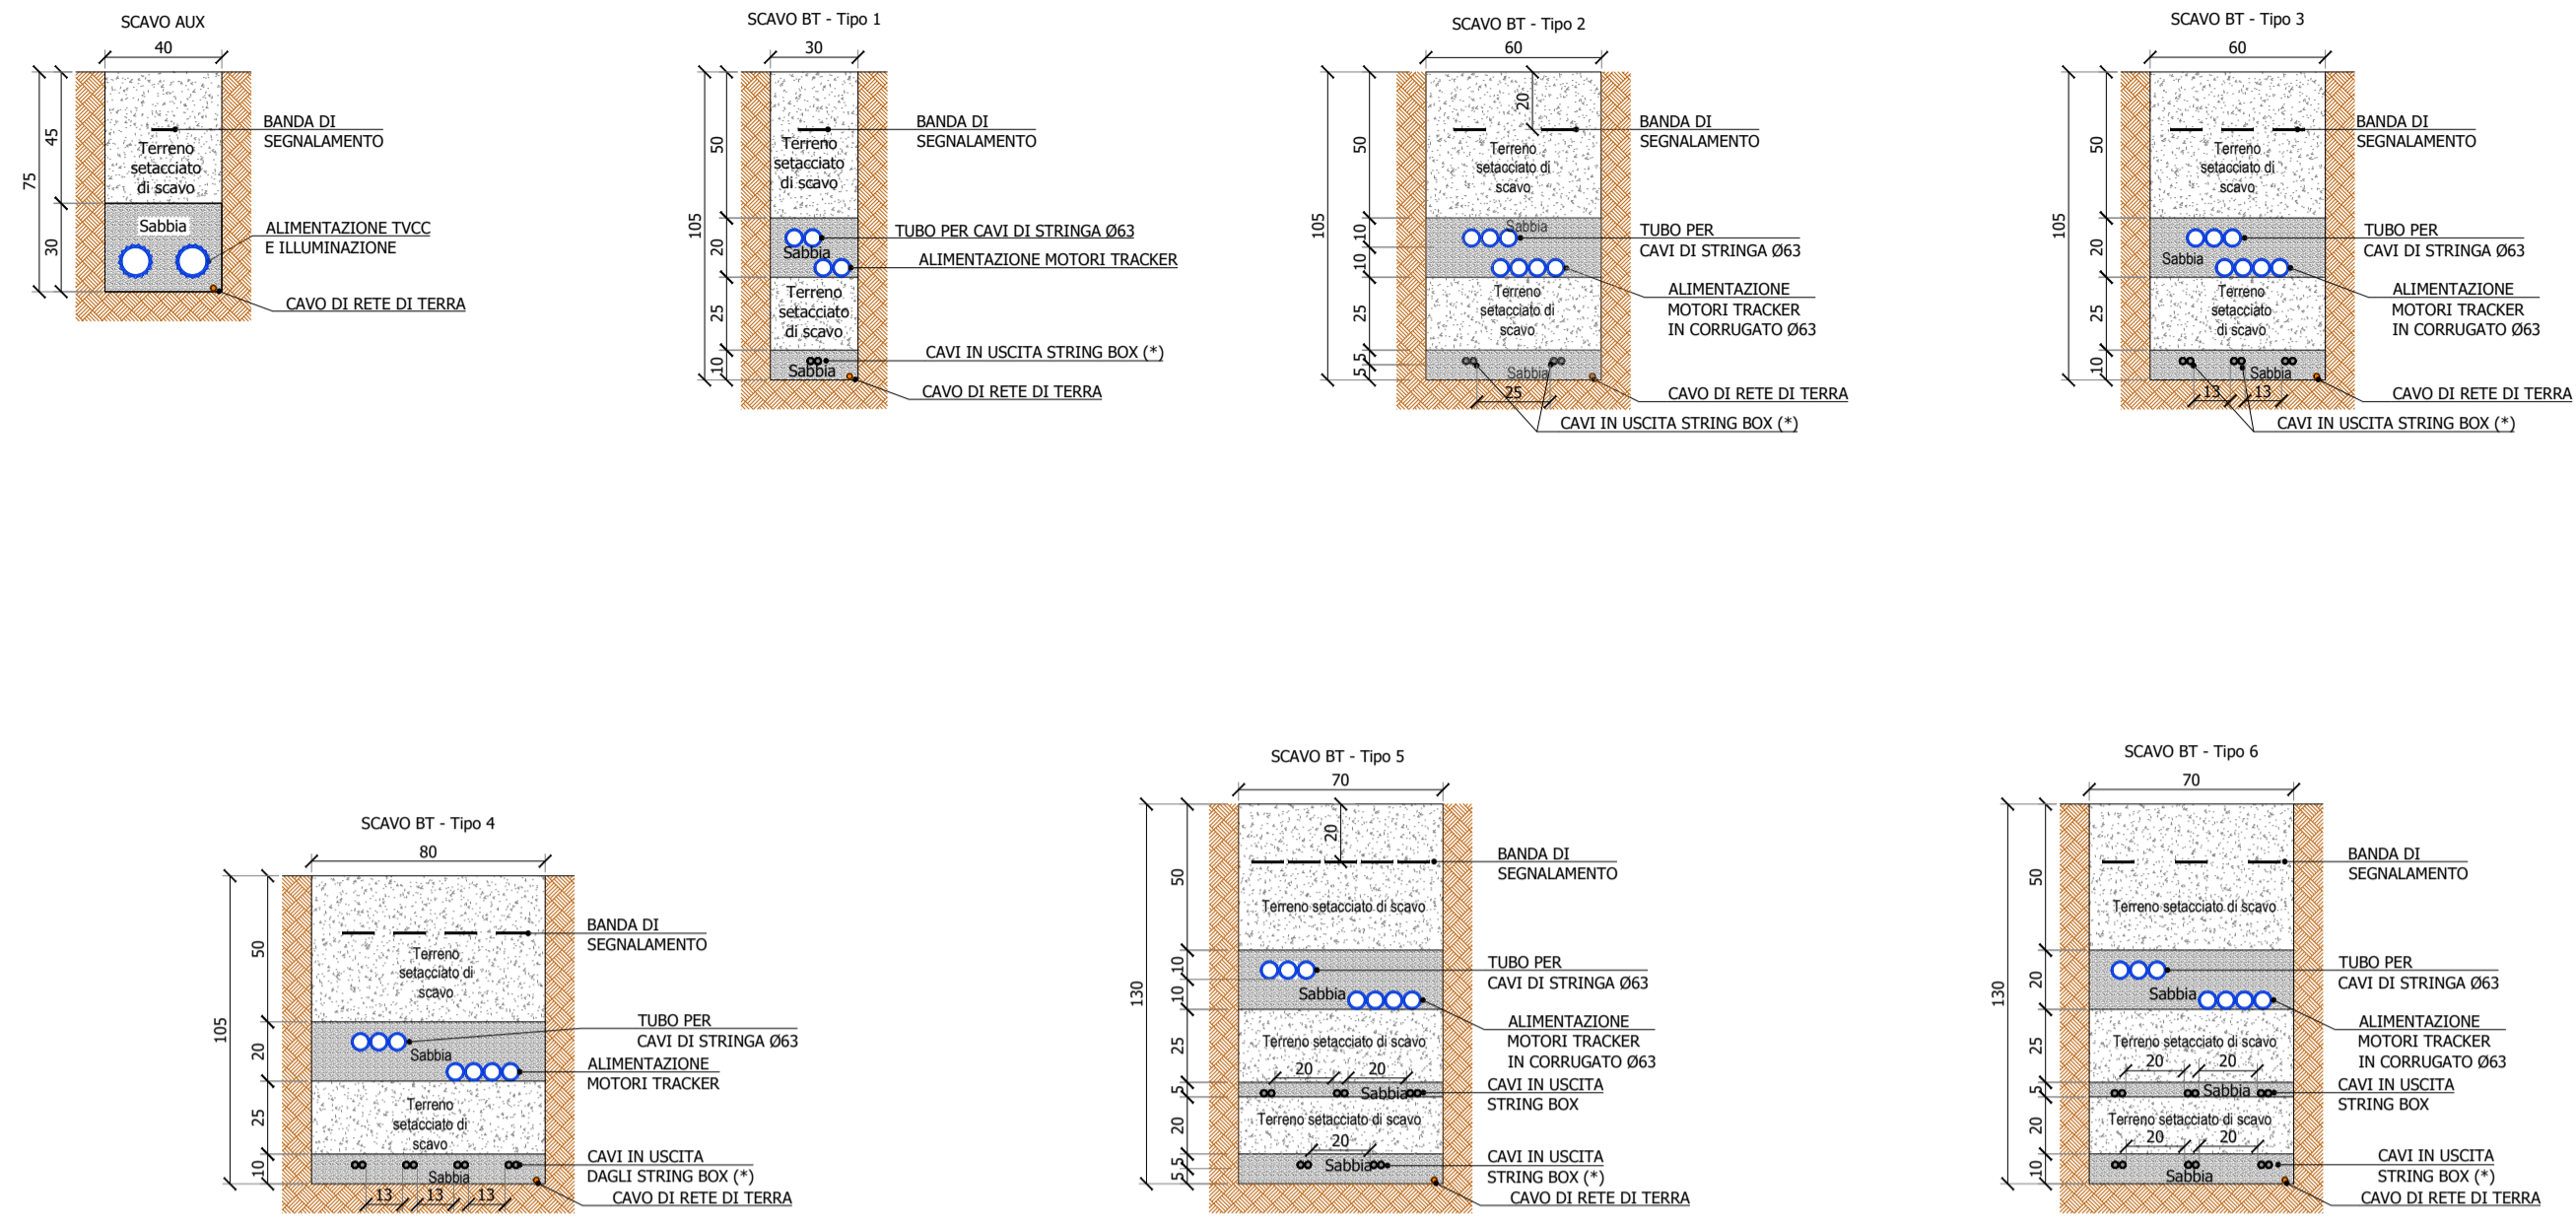 SCAVO AUX
40
75
45
30
BANDA DI
SEGNALAMENTO
Terreno
setacciato
di scavo
Sabbia
ALIMENTAZIONE TVCC
E ILLUMINAZIONE
CAVO DI RETE DI TERRA
SCAVO BT - Tipo 1
30
105
50
20
25
10
BANDA DI
SEGNALAMENTO
Terreno
setacciato
di scavo
TUBO PER CAVI DI STRINGA Ø63
Sabbia
ALIMENTAZIONE MOTORI TRACKER
Terreno
setacciato
di scavo
CAVI IN USCITA STRING BOX (*)
Sabbia
CAVO DI RETE DI TERRA
SCAVO BT - Tipo 2
60
105
50
10
10
25
5
5
20
BANDA DI
SEGNALAMENTO
Terreno
setacciato di
scavo
Sabbia
TUBO PER
CAVI DI STRINGA Ø63
ALIMENTAZIONE
MOTORI TRACKER
IN CORRUGATO Ø63
Terreno
setacciato di
scavo
Sabbia
25
CAVO DI RETE DI TERRA
CAVI IN USCITA STRING BOX (*)
SCAVO BT - Tipo 3
60
105
50
20
25
10
BANDA DI
SEGNALAMENTO
Terreno
setacciato di
scavo
TUBO PER
CAVI DI STRINGA Ø63
Sabbia
ALIMENTAZIONE
MOTORI TRACKER
IN CORRUGATO Ø63
Terreno
setacciato
di scavo
Sabbia
13
13
CAVO DI RETE DI TERRA
CAVI IN USCITA STRING BOX (*)
SCAVO BT - Tipo 4
80
105
50
20
25
10
BANDA DI
SEGNALAMENTO
Terreno
setacciato di
scavo
TUBO PER
CAVI DI STRINGA Ø63
Sabbia
ALIMENTAZIONE
MOTORI TRACKER
Terreno
setacciato di
scavo
CAVI IN USCITA
DAGLI STRING BOX (*)
Sabbia
13
13
13
CAVO DI RETE DI TERRA
SCAVO BT - Tipo 5
70
130
50
10
10
25
5
20
5
5
20
BANDA DI
SEGNALAMENTO
Terreno setacciato di scavo
TUBO PER
CAVI DI STRINGA Ø63
Sabbia
ALIMENTAZIONE
MOTORI TRACKER
IN CORRUGATO Ø63
Terreno setacciato di scavo
20
20
CAVI IN USCITA
STRING BOX
Sabbia
Terreno setacciato di scavo
20
CAVI IN USCITA
STRING BOX (*)
Sabbia
CAVO DI RETE DI TERRA
SCAVO BT - Tipo 6
70
130
50
20
25
5
20
10
BANDA DI
SEGNALAMENTO
Terreno setacciato di scavo
TUBO PER
CAVI DI STRINGA Ø63
Sabbia
ALIMENTAZIONE
MOTORI TRACKER
IN CORRUGATO Ø63
Terreno setacciato di scavo
20
20
CAVI IN USCITA
STRING BOX
Sabbia
Terreno setacciato di scavo
20
20
CAVI IN USCITA
STRING BOX (*)
Sabbia
CAVO DI RETE DI TERRA